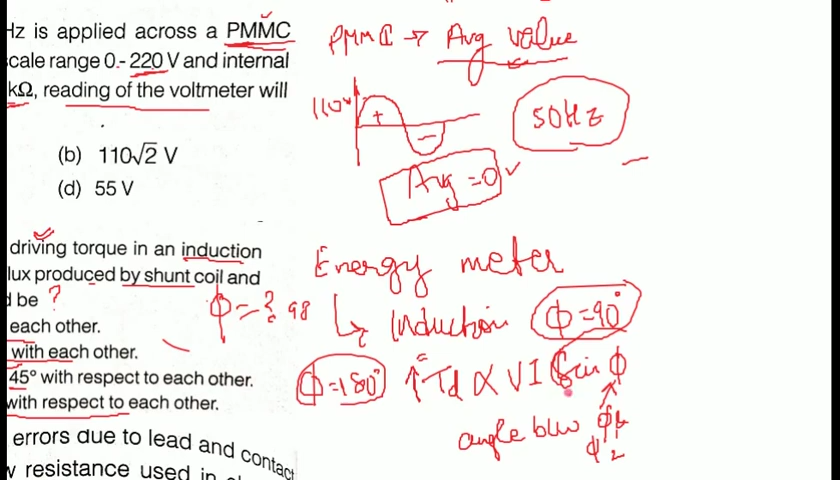 Hz is applied across a PMMC
scale range 0-220 V and internal
kΩ, reading of the voltmeter will
(b) 110√2 V
(d) 55 V
PMMC → Avg value
110v
+
−
50Hz
Avg = 0 v
driving torque in an induction
lux produced by shunt coil and
d be ?
each other.
with each other.
45° with respect to each other.
with respect to each other.
errors due to lead and contact
w resistance used in
Energy meter
ϕ = ? 98
↳ Induction ϕ = 90°
ϕ = 180° ↑ Td ∝ VI Sin ϕ
angle b/w ϕ1
ϕ2